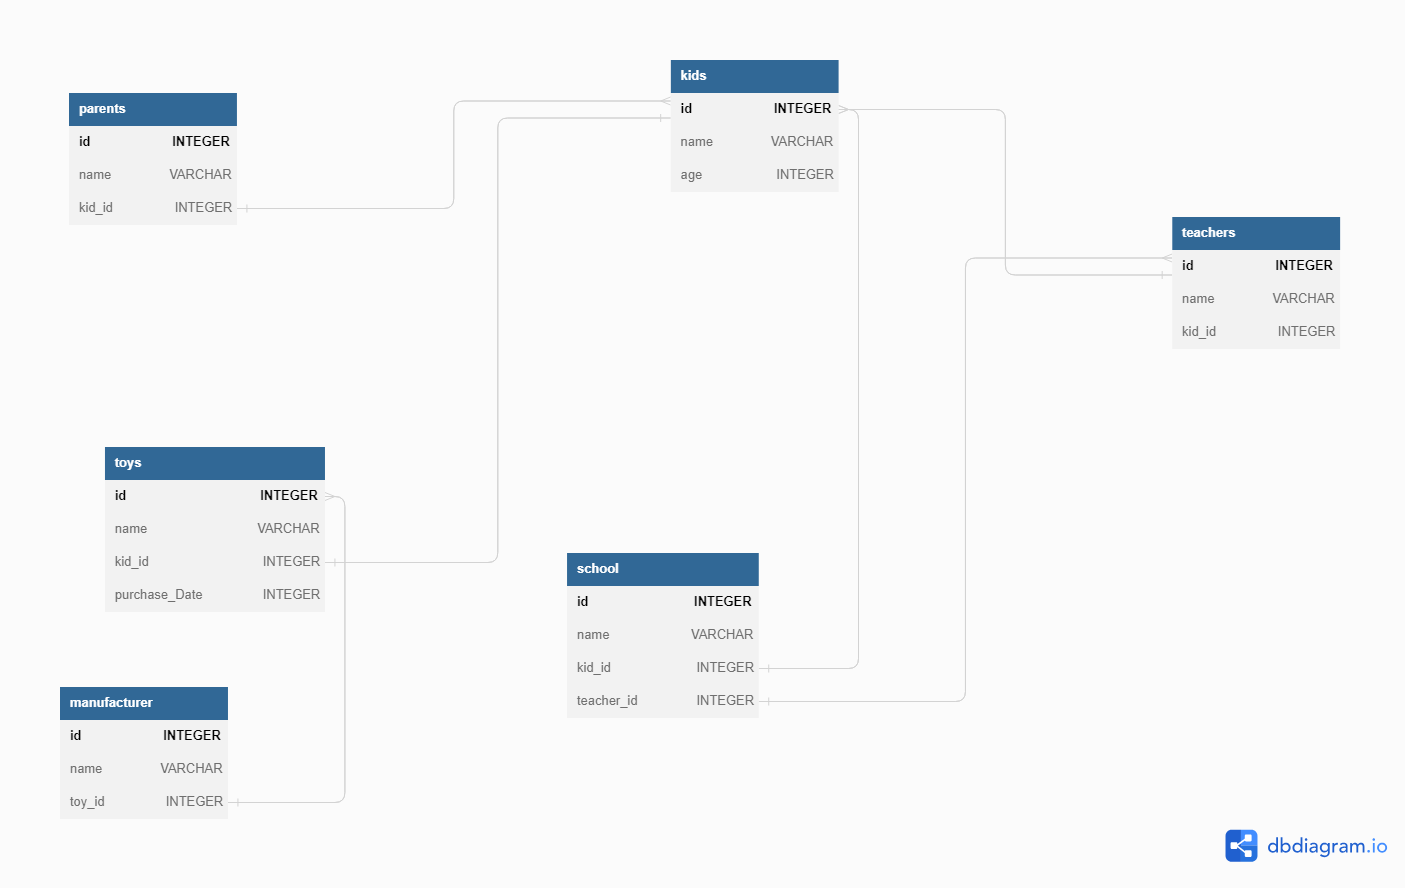 kids
id INTEGER
name VARCHAR
age INTEGER
parents
id INTEGER
name VARCHAR
kid_id INTEGER
teachers
id INTEGER
name VARCHAR
kid_id INTEGER
toys
id INTEGER
name VARCHAR
kid_id INTEGER
purchase_Date INTEGER
school
id INTEGER
name VARCHAR
kid_id INTEGER
teacher_id INTEGER
manufacturer
id INTEGER
name VARCHAR
toy_id INTEGER
dbdiagram.io